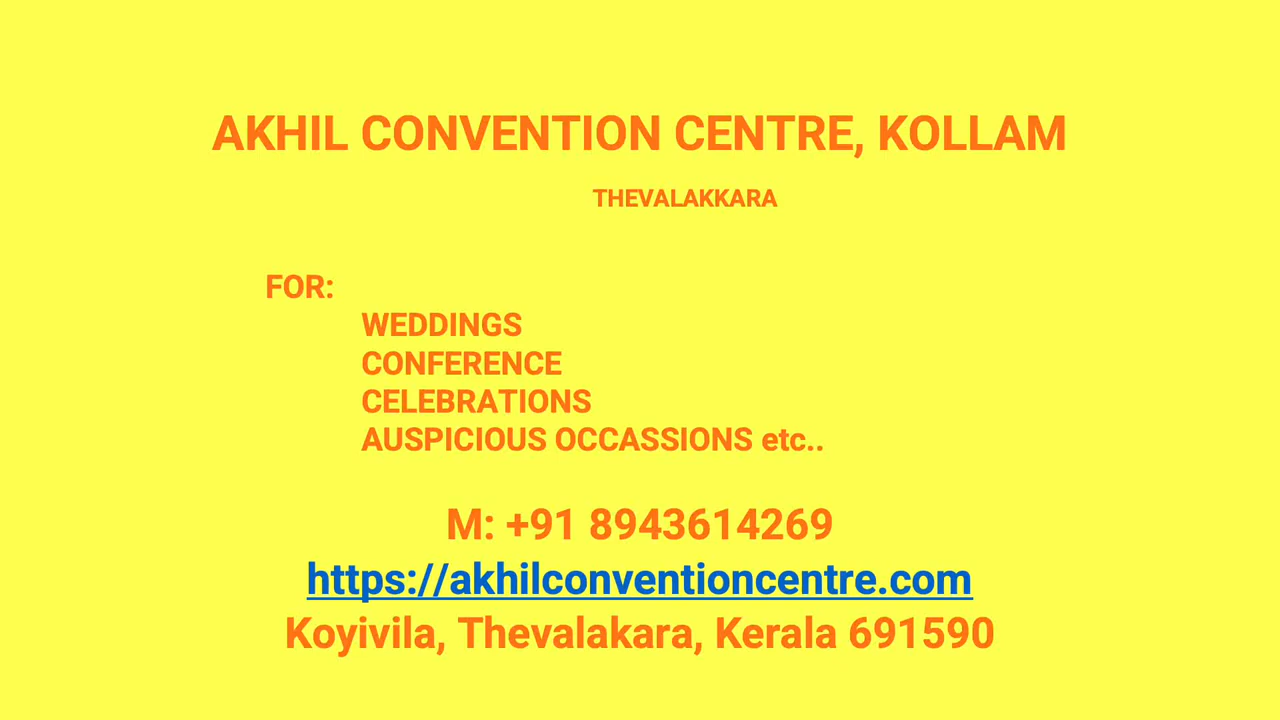 AKHIL CONVENTION CENTRE, KOLLAM
THEVALAKKARA
FOR:
WEDDINGS
CONFERENCE
CELEBRATIONS
AUSPICIOUS OCCASSIONS etc..
M: +91 8943614269
https://akhilconventioncentre.com
Koyivila, Thevalakara, Kerala 691590